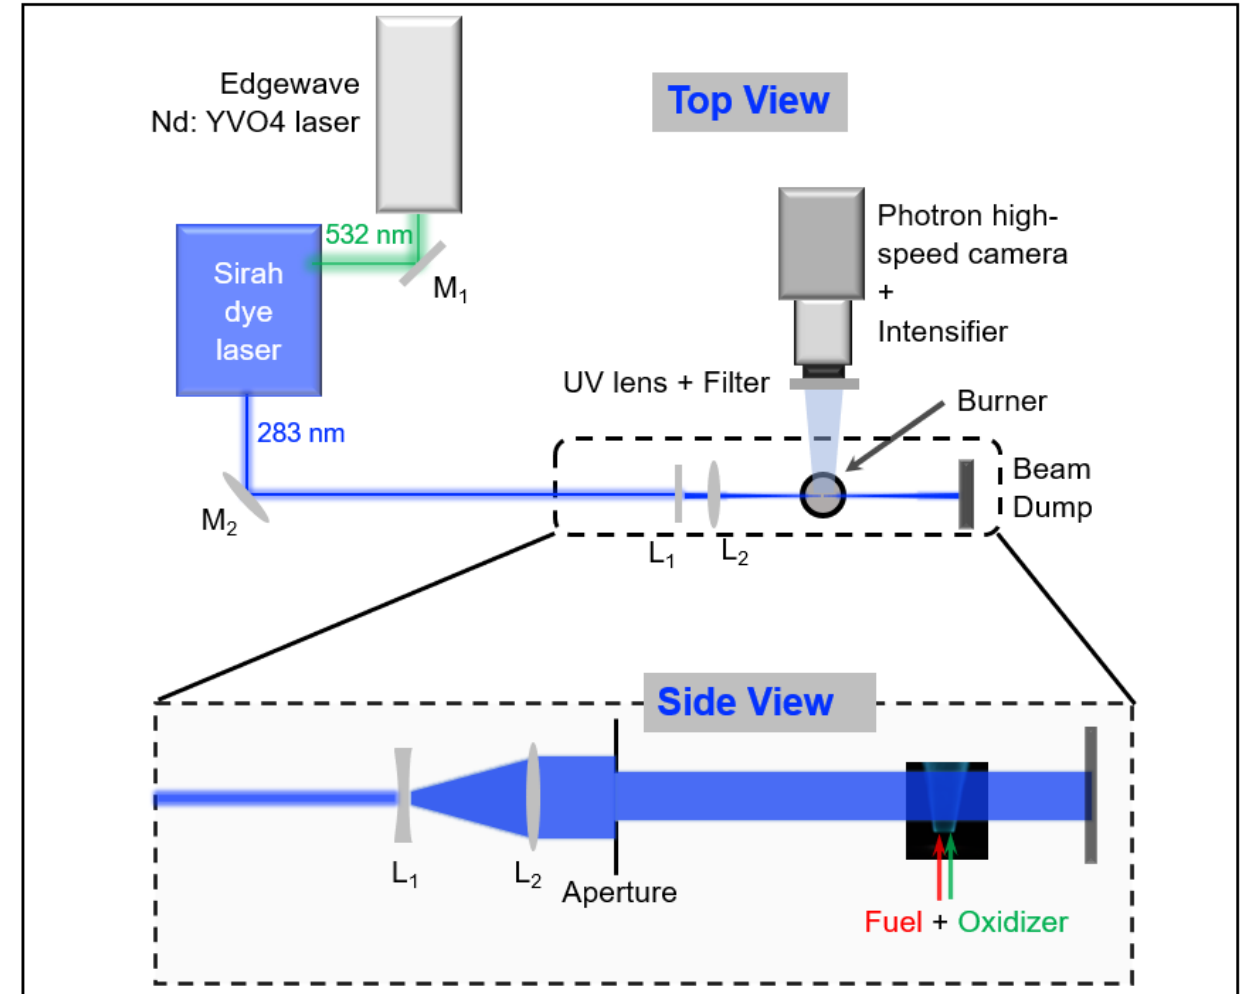 Edgewave
Nd: YVO4 laser
Top View
532 nm
M1
Sirah
dye
laser
Photron high-
speed camera
+
Intensifier
UV lens + Filter
Burner
283 nm
M2
L1
L2
Beam
Dump
Side View
L1
L2
Aperture
Fuel + Oxidizer